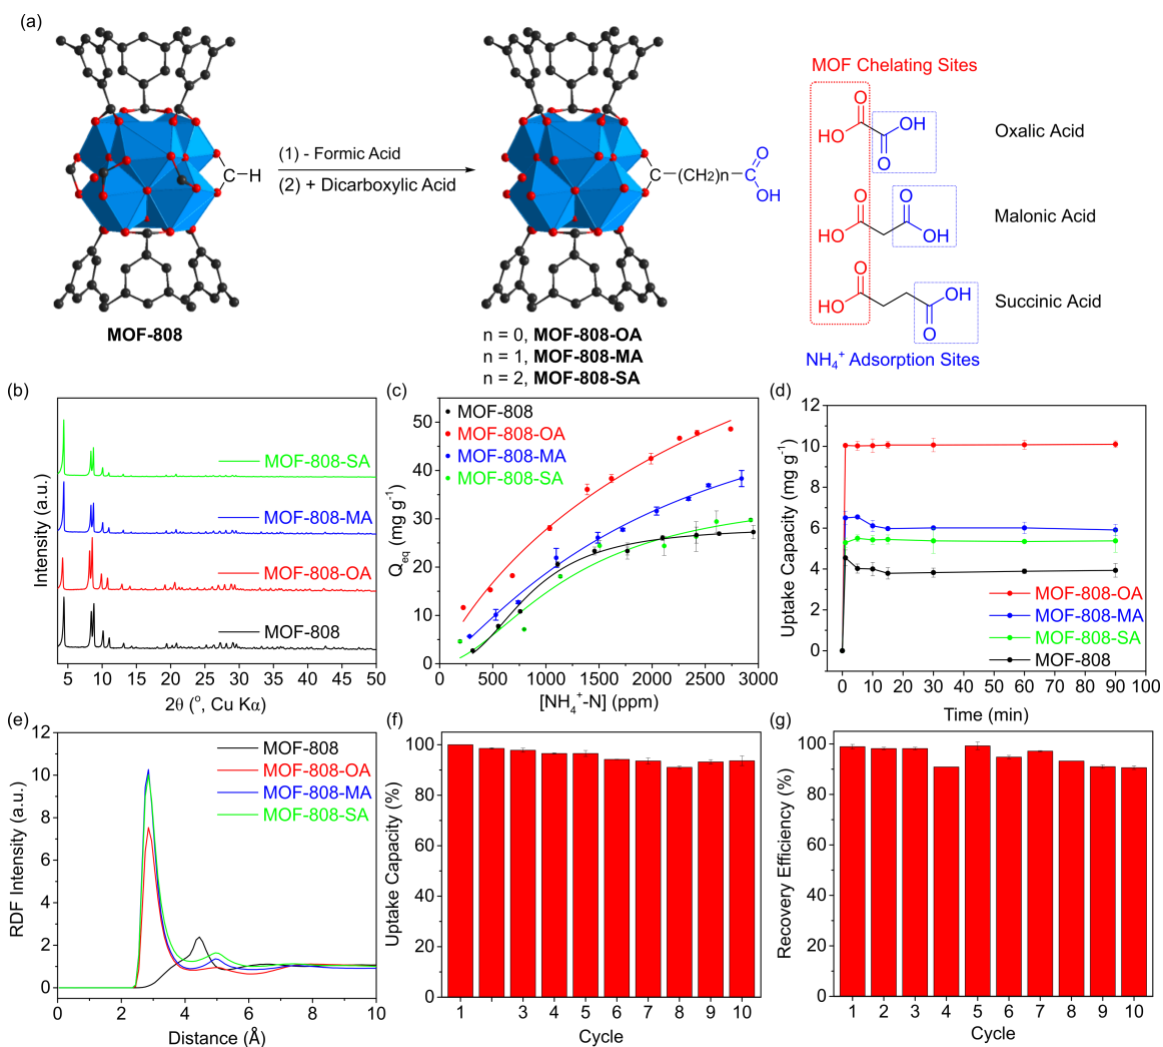 (a)
MOF Chelating Sites
O
HO
OH
O
Oxalic Acid
(1) - Formic Acid
(2) + Dicarboxylic Acid
C–H
C–(CH2)n–C
O
OH
O
O
HO
OH
Malonic Acid
O
HO
OH
O
Succinic Acid
MOF-808
n = 0, MOF-808-OA
n = 1, MOF-808-MA
n = 2, MOF-808-SA
NH₄⁺ Adsorption Sites
(b)
Intensity (a.u.)
MOF-808-SA
MOF-808-MA
MOF-808-OA
MOF-808
5 10 15 20 25 30 35 40 45 50
2θ (°, Cu Kα)
(c)
Qeq (mg g⁻¹)
50
40
30
20
10
0
MOF-808
MOF-808-OA
MOF-808-MA
MOF-808-SA
0 500 1000 1500 2000 2500 3000
[NH₄⁺-N] (ppm)
(d)
Uptake Capacity (mg g⁻¹)
12
10
8
6
4
2
0
MOF-808-OA
MOF-808-MA
MOF-808-SA
MOF-808
0 10 20 30 40 50 60 70 80 90 100
Time (min)
(e)
RDF Intensity (a.u.)
12
10
8
6
4
2
0
MOF-808
MOF-808-OA
MOF-808-MA
MOF-808-SA
0 2 4 6 8 10
Distance (Å)
(f)
Uptake Capacity (%)
100
80
60
40
20
0
1 2 3 4 5 6 7 8 9 10
Cycle
(g)
Recovery Efficiency (%)
100
80
60
40
20
0
1 2 3 4 5 6 7 8 9 10
Cycle